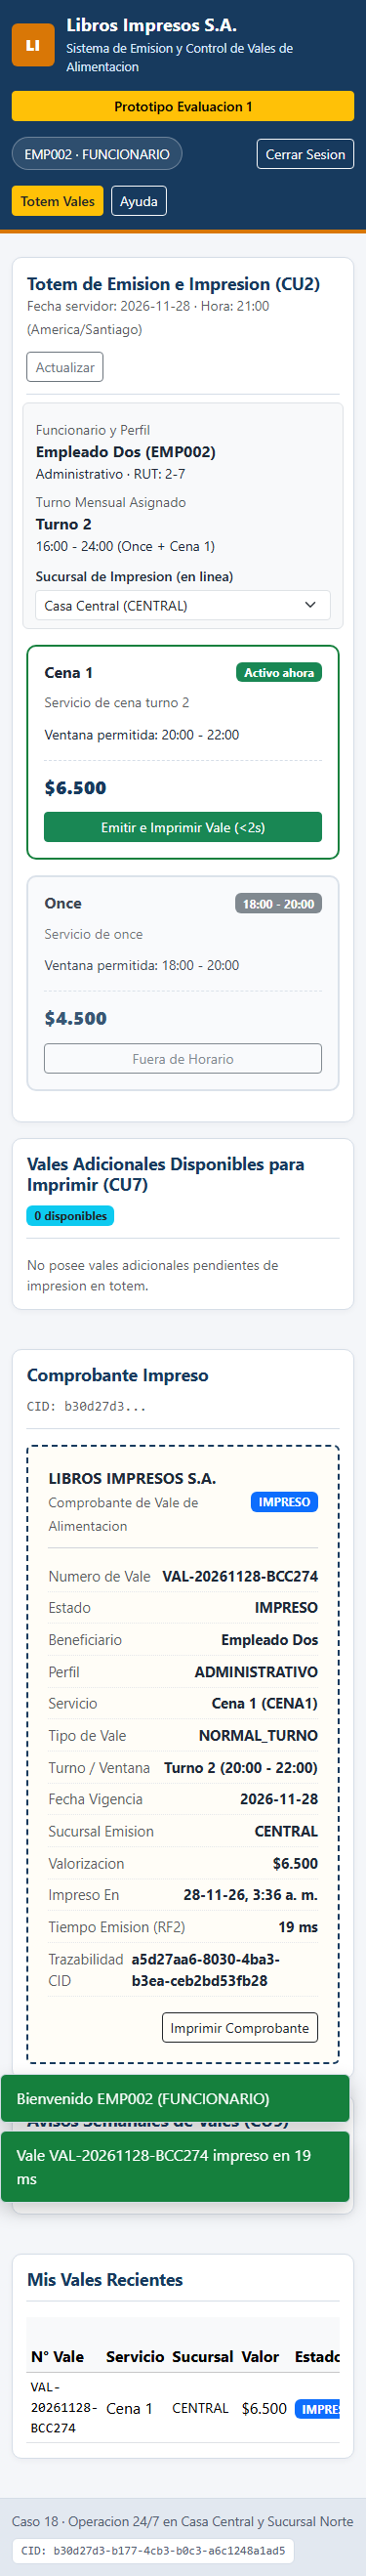 LI
Libros Impresos S.A.
Sistema de Emision y Control de Vales de
Alimentacion
Prototipo Evaluacion 1
EMP002 · FUNCIONARIO
Cerrar Sesion
Totem Vales
Ayuda
Totem de Emision e Impresion (CU2)
Fecha servidor: 2026-11-28 · Hora: 21:00
(America/Santiago)
Actualizar
Funcionario y Perfil
Empleado Dos (EMP002)
Administrativo · RUT: 2-7
Turno Mensual Asignado
Turno 2
16:00 - 24:00 (Once + Cena 1)
Sucursal de Impresion (en linea)
Casa Central (CENTRAL)
Cena 1
Activo ahora
Servicio de cena turno 2
Ventana permitida: 20:00 - 22:00
$6.500
Emitir e Imprimir Vale (<2s)
Once
18:00 - 20:00
Servicio de once
Ventana permitida: 18:00 - 20:00
$4.500
Fuera de Horario
Vales Adicionales Disponibles para
Imprimir (CU7)
0 disponibles
No posee vales adicionales pendientes de
impresion en totem.
Comprobante Impreso
CID: b30d27d3...
LIBROS IMPRESOS S.A.
Comprobante de Vale de
Alimentacion
IMPRESO
Numero de Vale VAL-20261128-BCC274
Estado IMPRESO
Beneficiario Empleado Dos
Perfil ADMINISTRATIVO
Servicio Cena 1 (CENA1)
Tipo de Vale NORMAL_TURNO
Turno / Ventana Turno 2 (20:00 - 22:00)
Fecha Vigencia 2026-11-28
Sucursal Emision CENTRAL
Valorizacion $6.500
Impreso En 28-11-26, 3:36 a. m.
Tiempo Emision (RF2) 19 ms
Trazabilidad CID a5d27aa6-8030-4ba3-
b3ea-ceb2bd53fb28
Imprimir Comprobante
Bienvenido EMP002 (FUNCIONARIO)
Avisos Semanales de Vales (CU9)
Vale VAL-20261128-BCC274 impreso en 19
ms
Mis Vales Recientes
N° Vale Servicio Sucursal Valor Estado
VAL-
20261128-
BCC274
Cena 1 CENTRAL $6.500 IMPRE
Caso 18 · Operacion 24/7 en Casa Central y Sucursal Norte
CID: b30d27d3-b177-4cb3-b0c3-a6c1248a1ad5